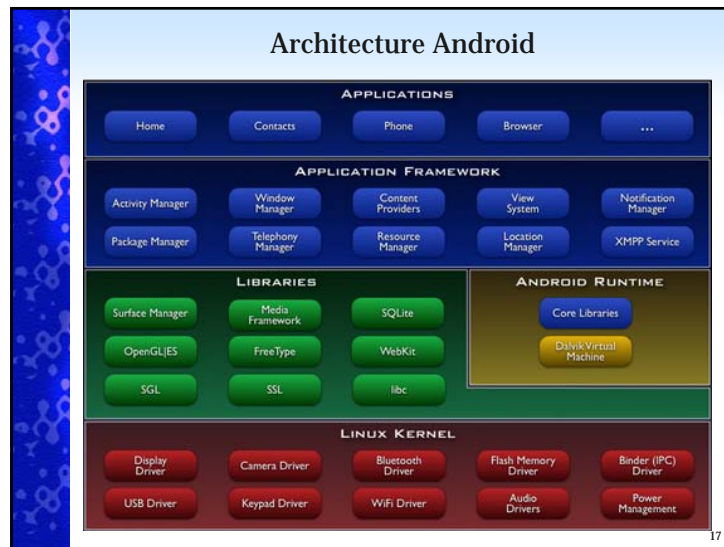 Architecture Android
APPLICATIONS
Home Contacts Phone Browser ...
APPLICATION FRAMEWORK
Activity Manager Window Manager Content Providers View System Notification Manager
Package Manager Telephony Manager Resource Manager Location Manager XMPP Service
LIBRARIES
Surface Manager Media Framework SQLite
OpenGL|ES FreeType WebKit
SGL SSL libc
ANDROID RUNTIME
Core Libraries
Dalvik Virtual Machine
LINUX KERNEL
Display Driver Camera Driver Bluetooth Driver Flash Memory Driver Binder (IPC) Driver
USB Driver Keypad Driver WiFi Driver Audio Drivers Power Management
17